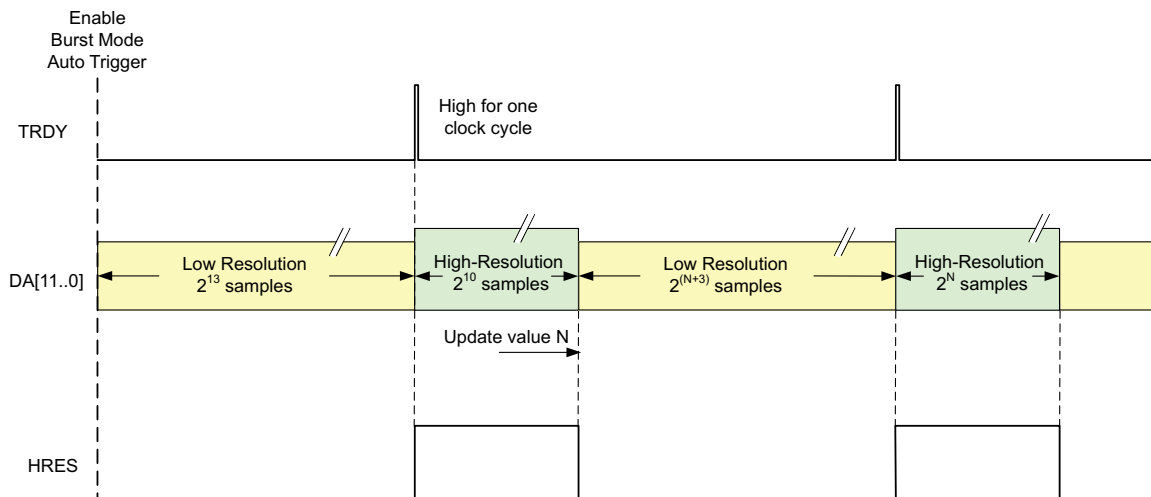 Enable
Burst Mode
Auto Trigger
TRDY
High for one
clock cycle
DA[11..0]
Low Resolution
2^13 samples
High-Resolution
2^10 samples
Low Resolution
2^(N+3) samples
High-Resolution
2^N samples
Update value N
HRES